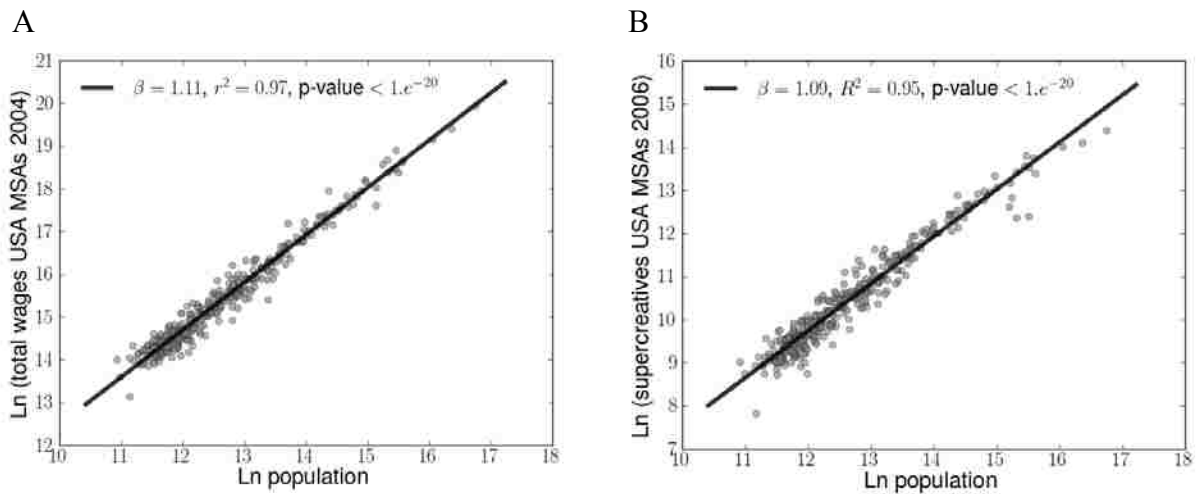 A
B
β = 1.11, r² = 0.97, p-value < 1.e⁻²⁰
Ln (total wages USA MSAs 2004)
21
20
19
18
17
16
15
14
13
12
10 11 12 13 14 15 16 17 18
Ln population
β = 1.09, R² = 0.95, p-value < 1.e⁻²⁰
Ln (supercreatives USA MSAs 2006)
16
15
14
13
12
11
10
9
8
7
10 11 12 13 14 15 16 17 18
Ln population